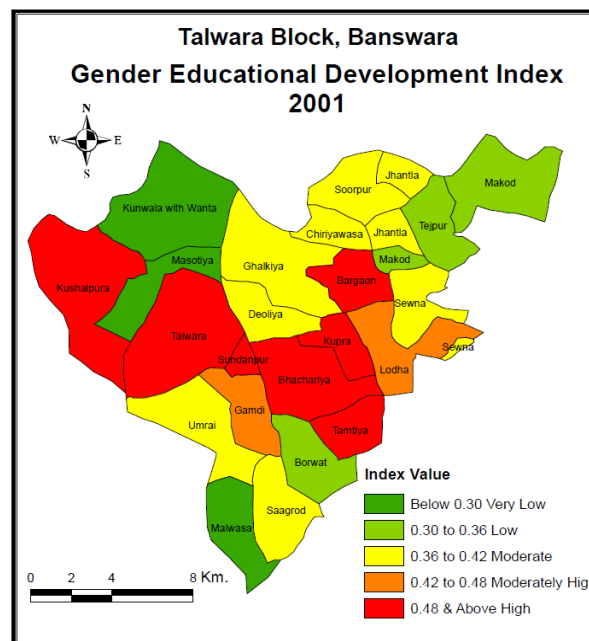 Talwara Block, Banswara
Gender Educational Development Index
2001
N
W E
S
Jhantla
Soorpur
Makod
Kunwala with Wanta
Tejpur
Chiriyawasa
Jhantla
Masotiya
Makod
Ghalkiya
Bargaon
Kushalpura
Sewna
Deoliya
Talwara
Kupra
Sewna
Sundanpur
Lodha
Bhachariya
Gamdi
Umrai
Tamtiya
Borwat
Saagrod
Malwasa
Index Value
Below 0.30 Very Low
0.30 to 0.36 Low
0.36 to 0.42 Moderate
0.42 to 0.48 Moderately High
0.48 & Above High
0 2 4 8 Km.